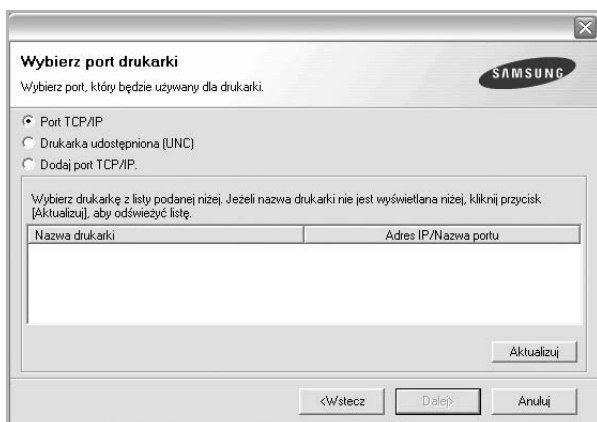 Wybierz port drukarki
Wybierz port, który będzie używany dla drukarki.
SAMSUNG
Port TCP/IP
Drukarka udostępniona (UNC)
Dodaj port TCP/IP.
Wybierz drukarkę z listy podanej niżej. Jeżeli nazwa drukarki nie jest wyświetlana niżej, kliknij przycisk
[Aktualizuj], aby odświeżyć listę.
Nazwa drukarki Adres IP/Nazwa portu
Aktualizuj
<Wstecz Dalej> Anuluj